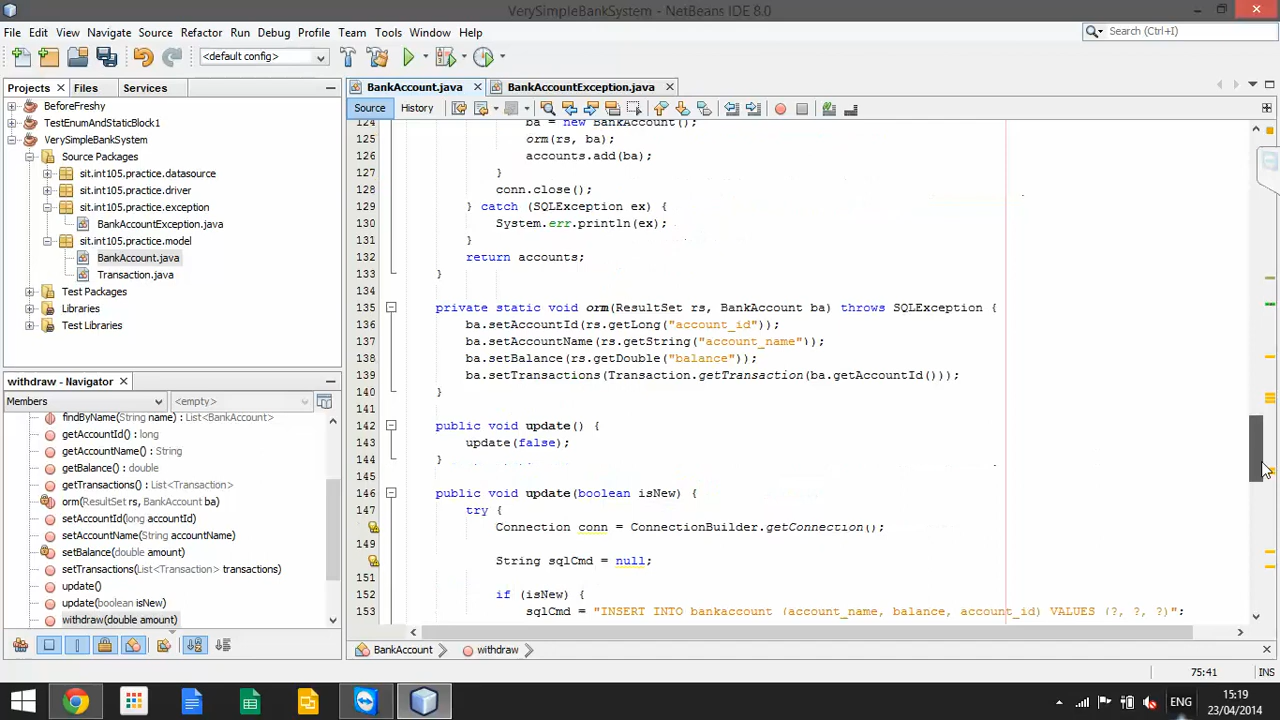 VerySimpleBankSystem - NetBeans IDE 8.0
File Edit View Navigate Source Refactor Run Debug Profile Team Tools Window Help
Search (Ctrl+I)
<default config>
Projects Files Services
BankAccount.java BankAccountException.java
Source History
BeforeFreshy
TestEnumAndStaticBlock1
VerySimpleBankSystem
Source Packages
sit.int105.practice.datasource
sit.int105.practice.driver
sit.int105.practice.exception
BankAccountException.java
sit.int105.practice.model
BankAccount.java
Transaction.java
Test Packages
Libraries
Test Libraries
withdraw - Navigator
Members <empty>
findByName(String name) : List<BankAccount>
getAccountId() : long
getAccountName() : String
getBalance() : double
getTransactions() : List<Transaction>
orm(ResultSet rs, BankAccount ba)
setAccountId(long accountId)
setAccountName(String accountName)
setBalance(double amount)
setTransactions(List<Transaction> transactions)
update()
update(boolean isNew)
withdraw(double amount)
124 ba = new BankAccount();
125 orm(rs, ba);
126 accounts.add(ba);
127 }
128 conn.close();
129 } catch (SQLException ex) {
130 System.err.println(ex);
131 }
132 return accounts;
133 }
134
135 private static void orm(ResultSet rs, BankAccount ba) throws SQLException {
136 ba.setAccountId(rs.getLong("account_id"));
137 ba.setAccountName(rs.getString("account_name"));
138 ba.setBalance(rs.getDouble("balance"));
139 ba.setTransactions(Transaction.getTransaction(ba.getAccountId()));
140 }
141
142 public void update() {
143 update(false);
144 }
145
146 public void update(boolean isNew) {
147 try {
Connection conn = ConnectionBuilder.getConnection();
149
String sqlCmd = null;
151
152 if (isNew) {
153 sqlCmd = "INSERT INTO bankaccount (account_name, balance, account_id) VALUES (?, ?, ?)";
BankAccount withdraw
75:41 INS
ENG
15:19
23/04/2014